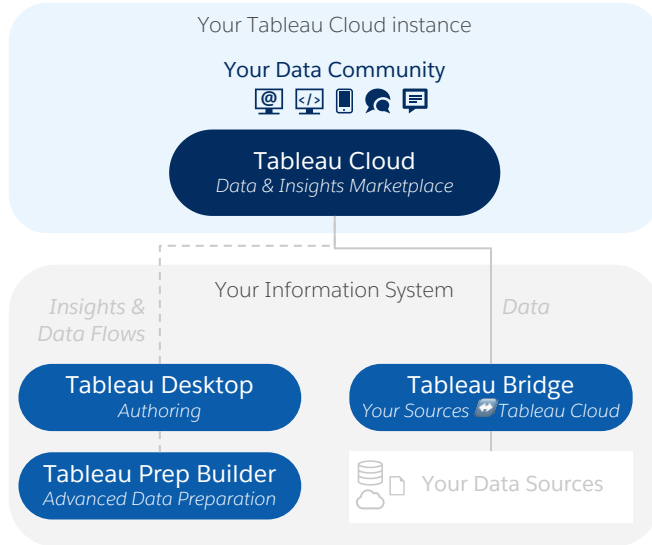 Your Tableau Cloud instance
Your Data Community
@ </>
Tableau Cloud
Data & Insights Marketplace
Your Information System
Insights &
Data Flows
Data
Tableau Desktop
Authoring
Tableau Bridge
Your Sources Tableau Cloud
Tableau Prep Builder
Advanced Data Preparation
Your Data Sources